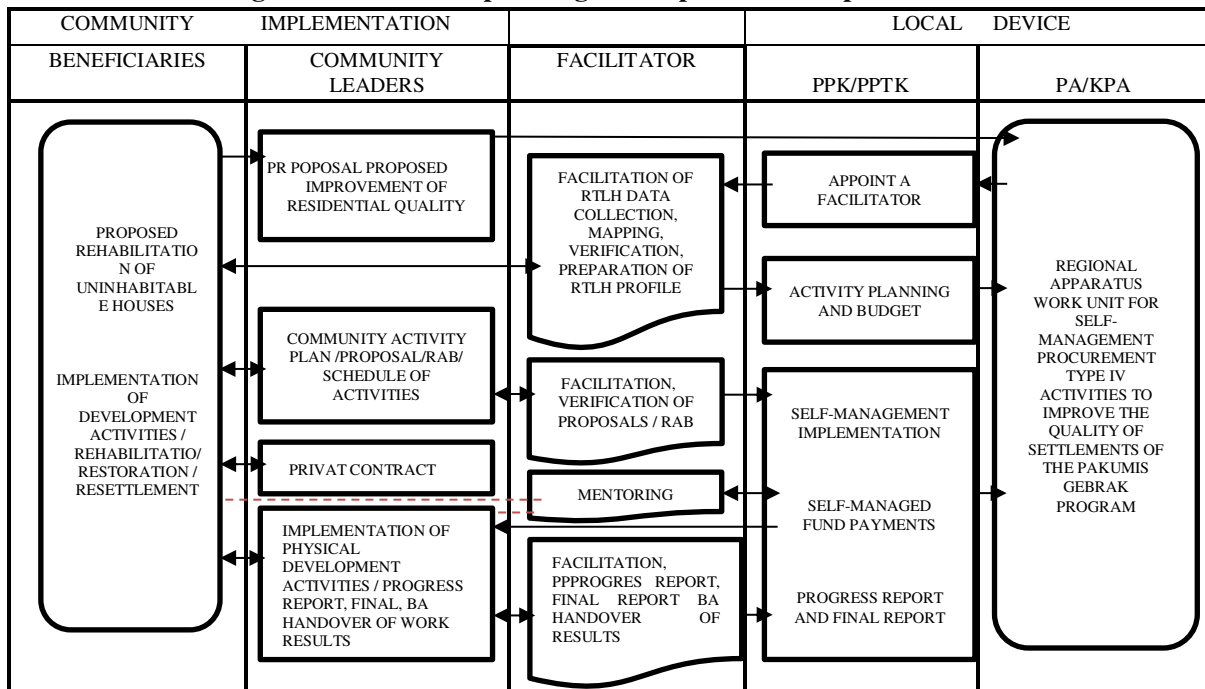 COMMUNITY IMPLEMENTATION LOCAL DEVICE
BENEFICIARIES
COMMUNITY
LEADERS
FACILITATOR
PPK/PPTK
PA/KPA
PROPOSED
REHABILITATIO
N OF
UNINHABITABL
E HOUSES
IMPLEMENTATION
OF
DEVELOPMENT
ACTIVITIES /
REHABILITATIO/
RESTORATION /
RESETTLEMENT
PR POPOSAL PROPOSED
IMPROVEMENT OF
RESIDENTIAL QUALITY
COMMUNITY ACTIVITY
PLAN /PROPOSAL/RAB/
SCHEDULE OF
ACTIVITIES
PRIVAT CONTRACT
IMPLEMENTATION OF
PHYSICAL
DEVELOPMENT
ACTIVITIES / PROGRESS
REPORT, FINAL, BA
HANDOVER OF WORK
RESULTS
FACILITATION OF
RTLH DATA
COLLECTION,
MAPPING,
VERIFICATION,
PREPARATION OF
RTLH PROFILE
FACILITATION,
VERIFICATION OF
PROPOSALS / RAB
MENTORING
FACILITATION,
PPPROGRES REPORT,
FINAL REPORT BA
HANDOVER OF
RESULTS
APPOINT A
FACILITATOR
ACTIVITY PLANNING
AND BUDGET
SELF-MANAGEMENT
IMPLEMENTATION
SELF-MANAGED
FUND PAYMENTS
PROGRESS REPORT
AND FINAL REPORT
REGIONAL
APPARATUS
WORK UNIT FOR
SELF-
MANAGEMENT
PROCUREMENT
TYPE IV
ACTIVITIES TO
IMPROVE THE
QUALITY OF
SETTLEMENTS OF
THE PAKUMIS
GEBRAK
PROGRAM